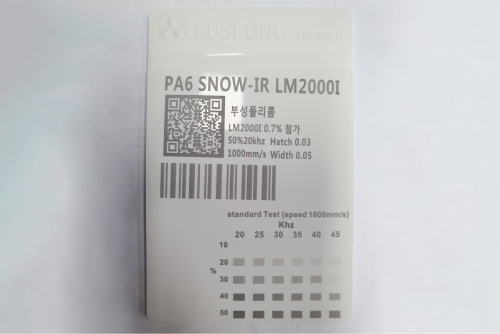 BUSEONG POLYCOM
PA6 SNOW-IR LM2000I
부성폴리콤
LM2000I 0.7% 첨가
50%20khz Hatch 0.03
1000mm/s Width 0.05
standard Test (speed 1000mm/s)
Khz
20 25 30 35 40 45
10
20
% 30
40
50